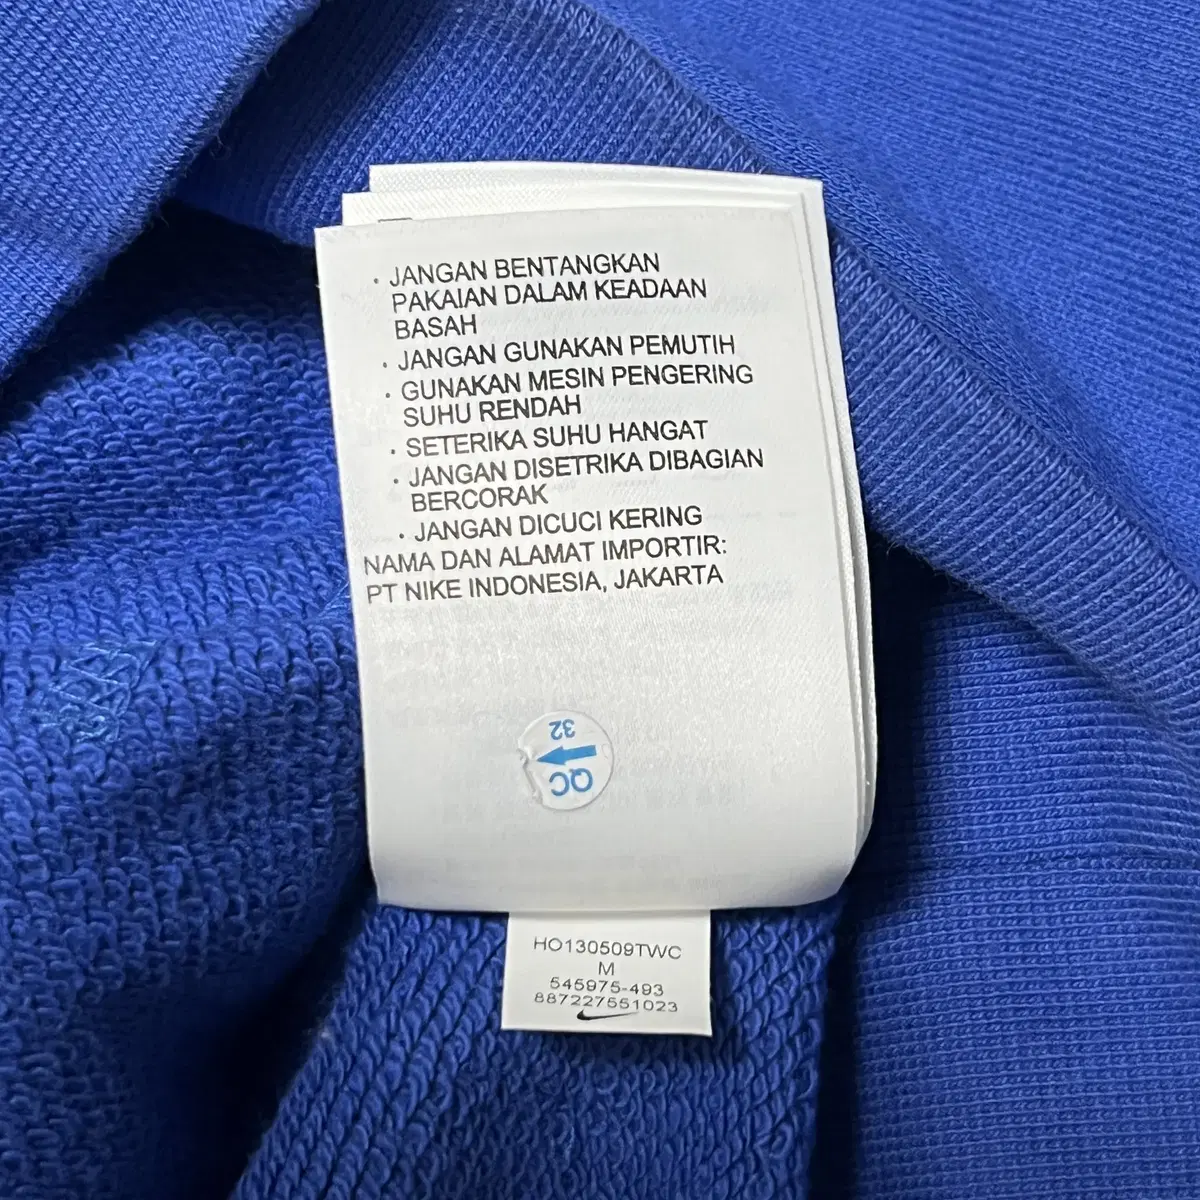 · JANGAN BENTANGKAN
PAKAIAN DALAM KEADAAN
BASAH
· JANGAN GUNAKAN PEMUTIH
· GUNAKAN MESIN PENGERING
SUHU RENDAH
· SETERIKA SUHU HANGAT
· JANGAN DISETRIKA DIBAGIAN
BERCORAK
· JANGAN DICUCI KERING
NAMA DAN ALAMAT IMPORTIR:
PT NIKE INDONESIA, JAKARTA
QC
32
HO130509TWC
M
545975-493
887227551023